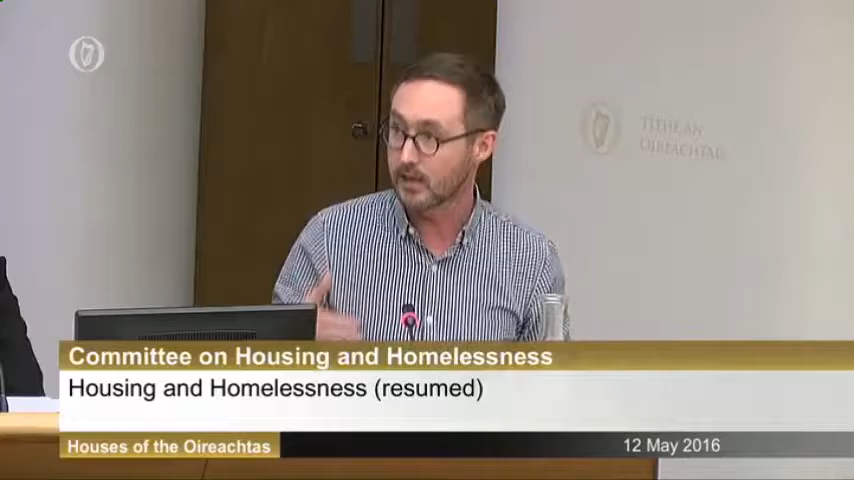 TITHE AN
OIREACHTAIS
Committee on Housing and Homelessness
Housing and Homelessness (resumed)
Houses of the Oireachtas
12 May 2016